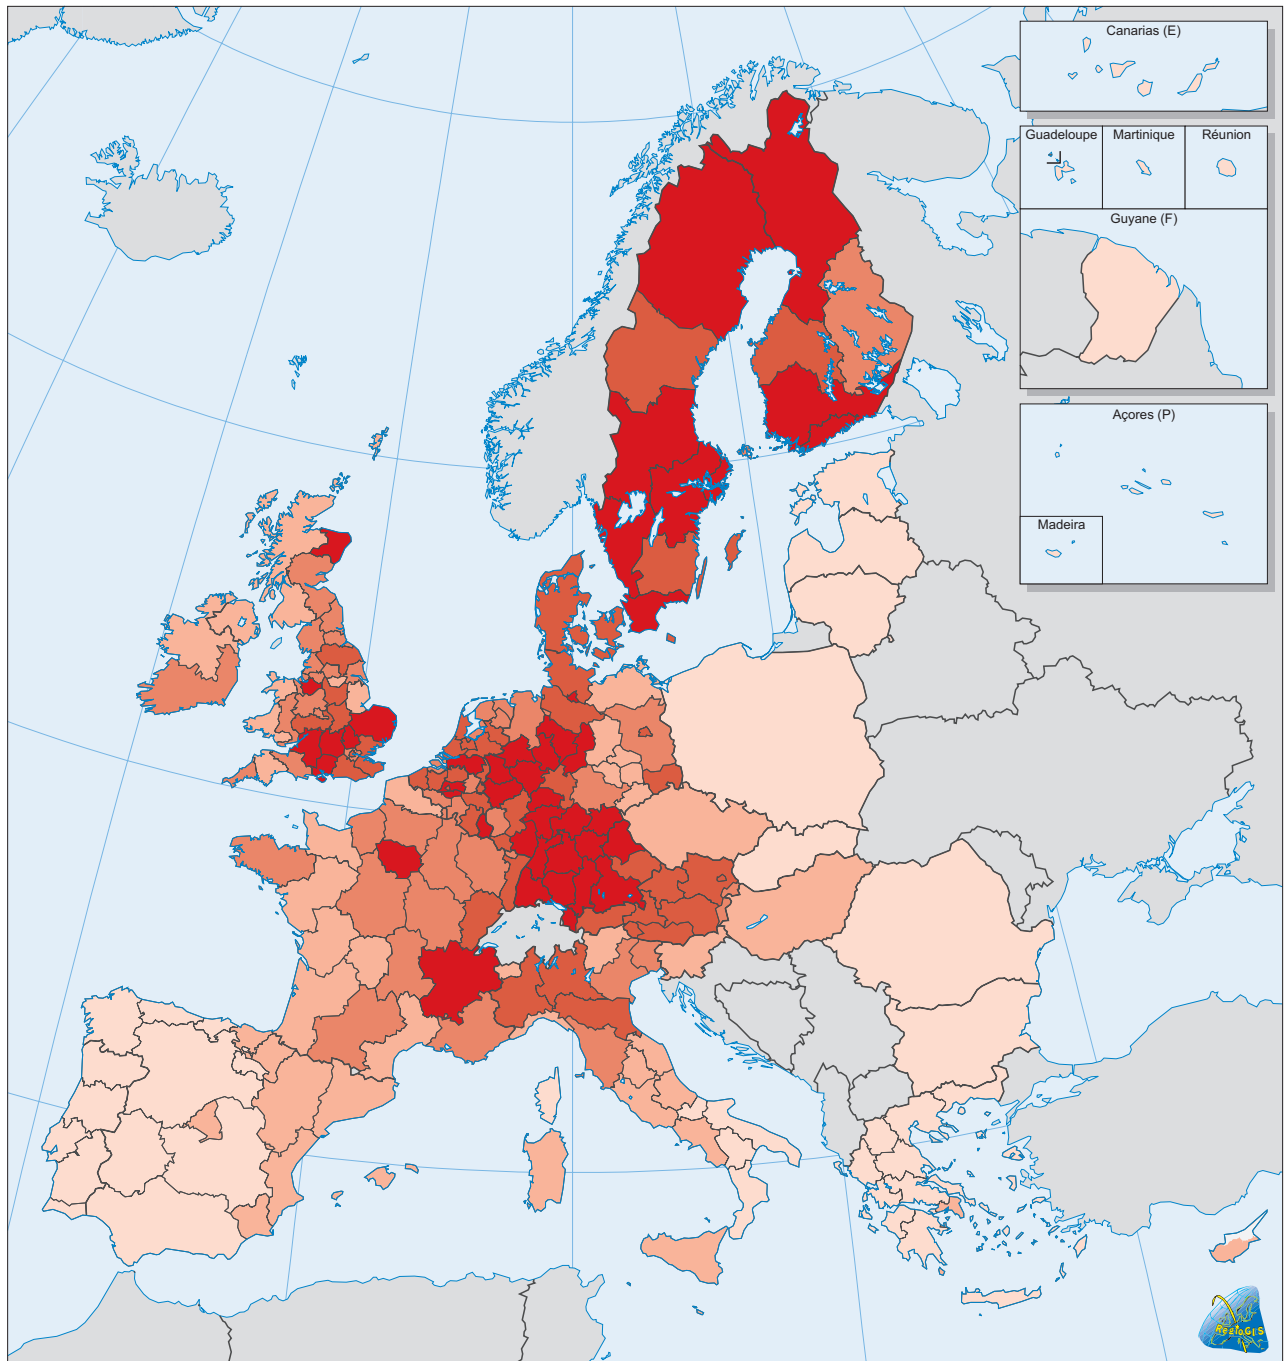 Canarias (E)
Guadeloupe
Martinique
Réunion
Guyane (F)
Açores (P)
Madeira
RegioGIS